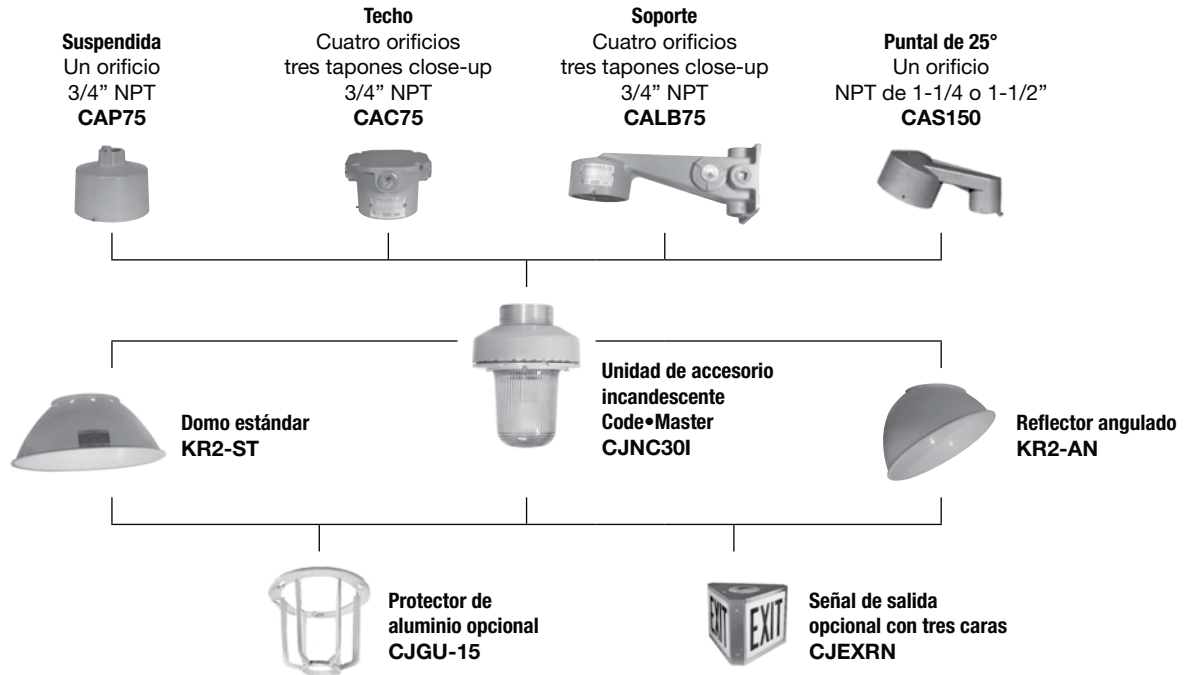 Suspendida
Un orificio
3/4” NPT
CAP75
Techo
Cuatro orificios
tres tapones close-up
3/4” NPT
CAC75
Soporte
Cuatro orificios
tres tapones close-up
3/4” NPT
CALB75
Puntal de 25°
Un orificio
NPT de 1-1/4 o 1-1/2”
CAS150
Domo estándar
KR2-ST
Unidad de accesorio
incandescente
Code•Master
CJNC30I
Reflector angulado
KR2-AN
Protector de
aluminio opcional
CJGU-15
EXIT
EXIT
Señal de salida
opcional con tres caras
CJEXRN